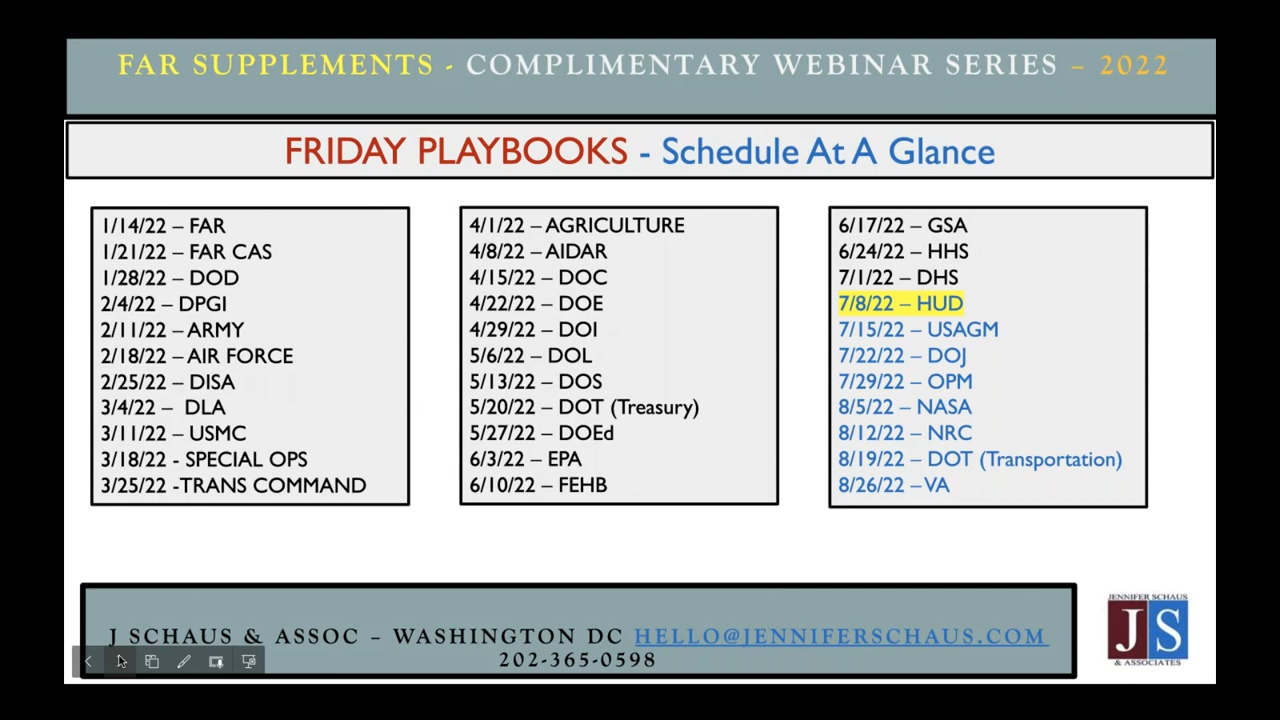 FAR SUPPLEMENTS - COMPLIMENTARY WEBINAR SERIES – 2022
FRIDAY PLAYBOOKS - Schedule At A Glance
1/14/22 – FAR
1/21/22 – FAR CAS
1/28/22 – DOD
2/4/22 – DPGI
2/11/22 – ARMY
2/18/22 – AIR FORCE
2/25/22 – DISA
3/4/22 – DLA
3/11/22 – USMC
3/18/22 - SPECIAL OPS
3/25/22 -TRANS COMMAND
4/1/22 – AGRICULTURE
4/8/22 – AIDAR
4/15/22 – DOC
4/22/22 – DOE
4/29/22 – DOI
5/6/22 – DOL
5/13/22 – DOS
5/20/22 – DOT (Treasury)
5/27/22 – DOEd
6/3/22 – EPA
6/10/22 – FEHB
6/17/22 – GSA
6/24/22 – HHS
7/1/22 – DHS
7/8/22 – HUD
7/15/22 – USAGM
7/22/22 – DOJ
7/29/22 – OPM
8/5/22 – NASA
8/12/22 – NRC
8/19/22 – DOT (Transportation)
8/26/22 – VA
J SCHAUS & ASSOC – WASHINGTON DC HELLO@JENNIFERSCHAUS.COM
202-365-0598
JENNIFER SCHAUS
JS
& ASSOCIATES